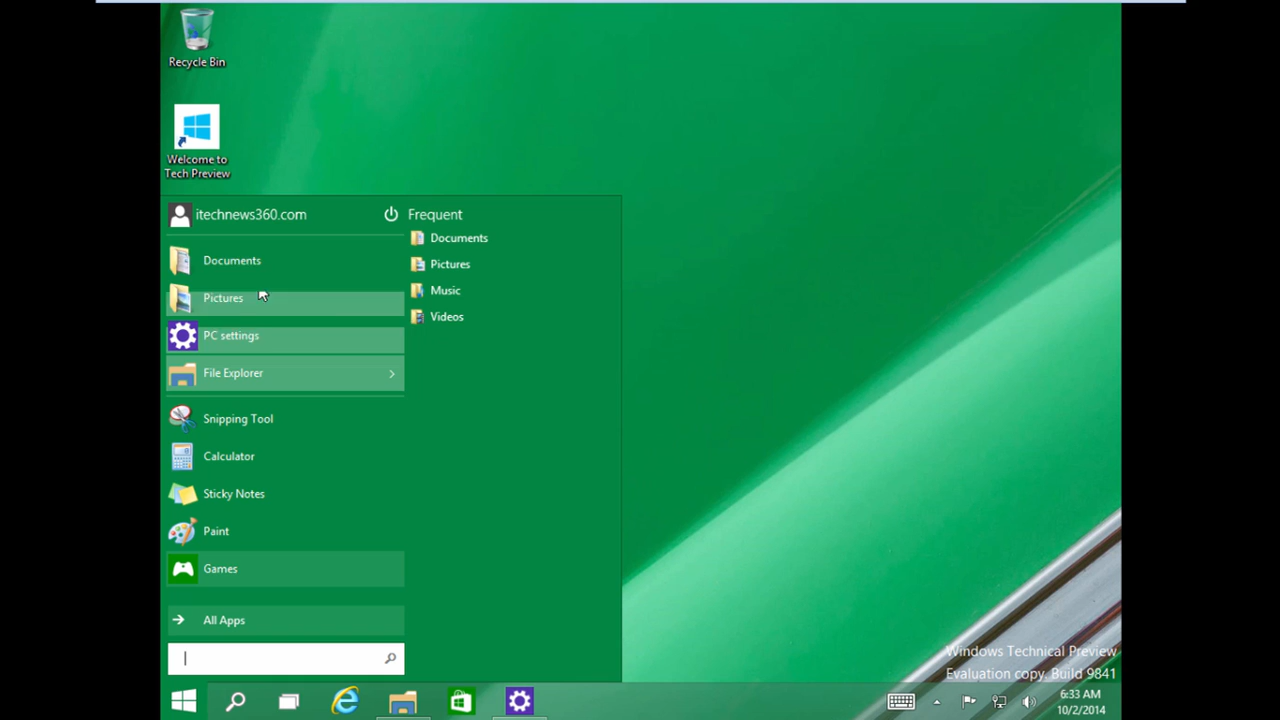 Recycle Bin
Welcome to
Tech Preview
itechnews360.com
Documents
Pictures
PC settings
File Explorer
Snipping Tool
Calculator
Sticky Notes
Paint
Games
All Apps
Frequent
Documents
Pictures
Music
Videos
Windows Technical Preview
Evaluation copy. Build 9841
6:33 AM
10/2/2014